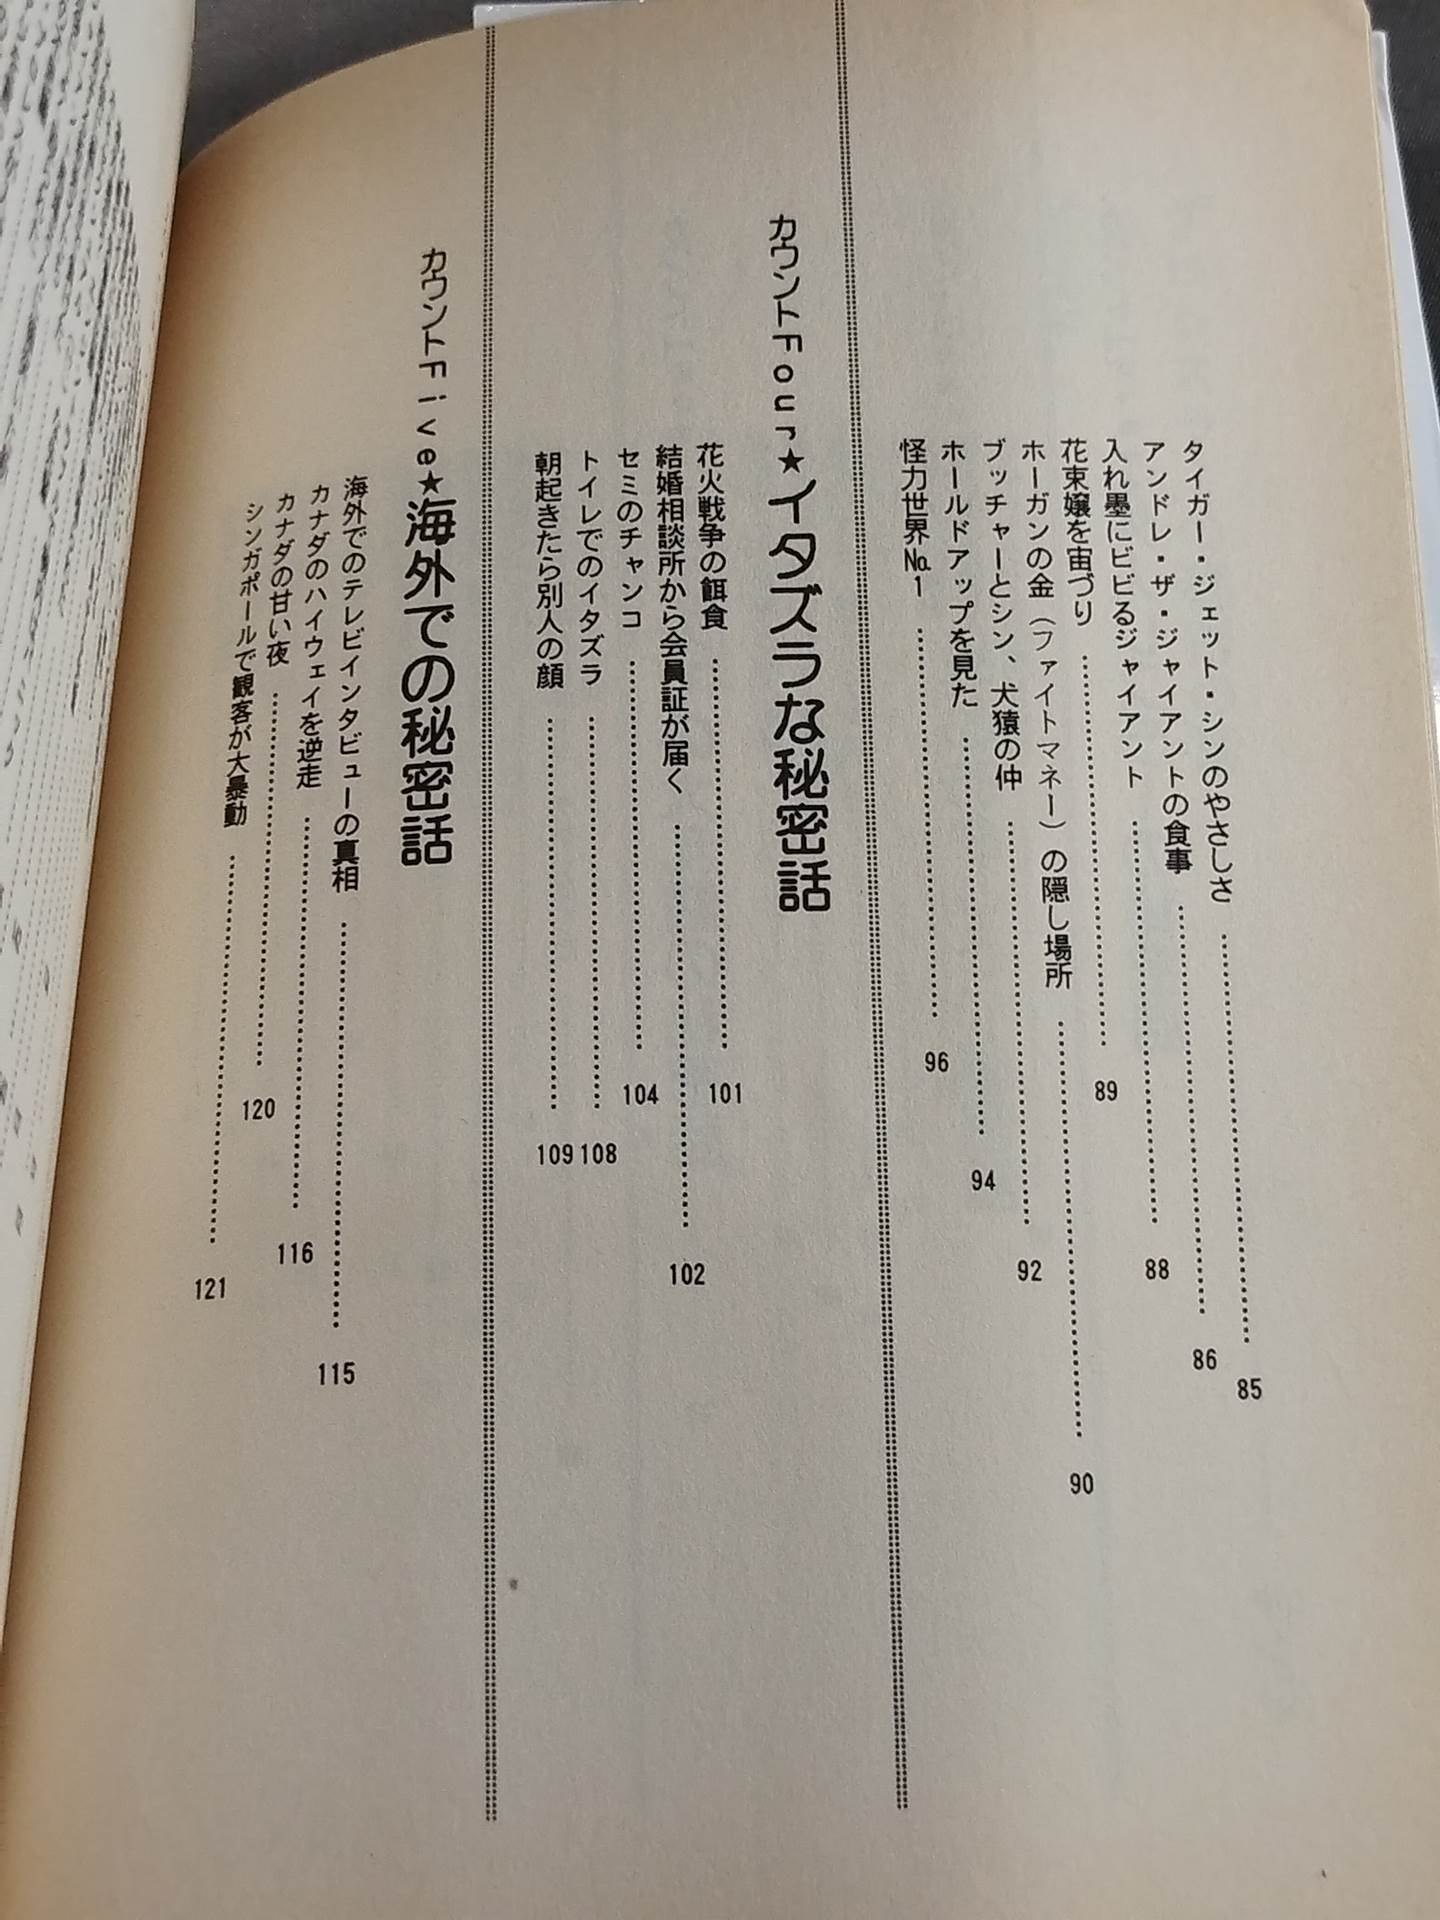 タイガー・ジェット・シンのやさしさ……85
アンドレ・ザ・ジャイアントの食事……86
入れ墨にビビるジャイアント……88
花束嬢を宙づり……89
ホーガンの金(ファイトマネー)の隠し場所……90
ブッチャーとシン、犬猿の仲……92
ホールドアップを見た……94
怪力世界№1……96
カウントFour★イタズラな秘密話
花火戦争の餌食……101
結婚相談所から会員証が届く……102
セミのチャンコ……104
トイレでのイタズラ……108
朝起きたら別人の顔……109
カウントFive★海外での秘密話
海外でのテレビインタビューの真相……115
カナダのハイウェイを逆走……116
カナダの甘い夜……120
シンガポールで観客が大暴動……121